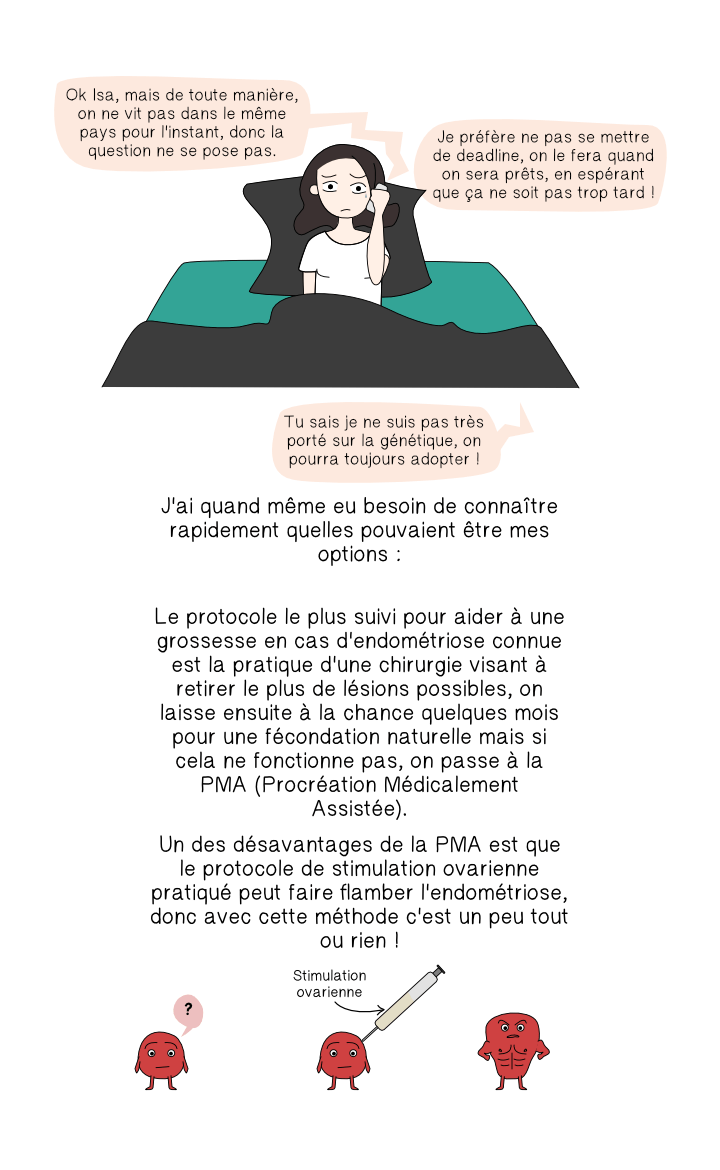 Ok Isa, mais de toute manière,
on ne vit pas dans le même
pays pour l'instant, donc la
question ne se pose pas.
Je préfère ne pas se mettre
de deadline, on le fera quand
on sera prêts, en espérant
que ça ne soit pas trop tard !
Tu sais je ne suis pas très
porté sur la génétique, on
pourra toujours adopter !
J'ai quand même eu besoin de connaître
rapidement quelles pouvaient être mes
options :
Le protocole le plus suivi pour aider à une
grossesse en cas d'endométriose connue
est la pratique d'une chirurgie visant à
retirer le plus de lésions possibles, on
laisse ensuite à la chance quelques mois
pour une fécondation naturelle mais si
cela ne fonctionne pas, on passe à la
PMA (Procréation Médicalement
Assistée).
Un des désavantages de la PMA est que
le protocole de stimulation ovarienne
pratiqué peut faire flamber l'endométriose,
donc avec cette méthode c'est un peu tout
ou rien !
Stimulation
ovarienne
?